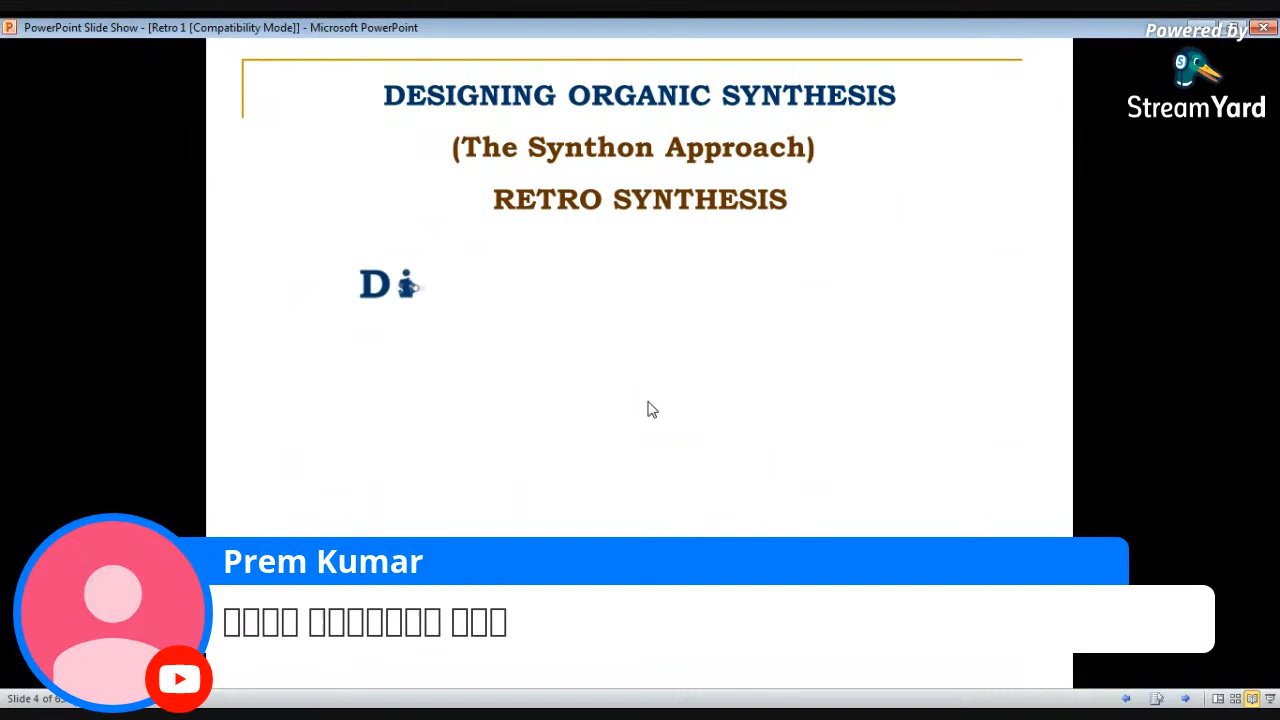 PowerPoint Slide Show - [Retro 1 [Compatibility Mode]] - Microsoft PowerPoint
Powered by
StreamYard
DESIGNING ORGANIC SYNTHESIS
(The Synthon Approach)
RETRO SYNTHESIS
D
Prem Kumar